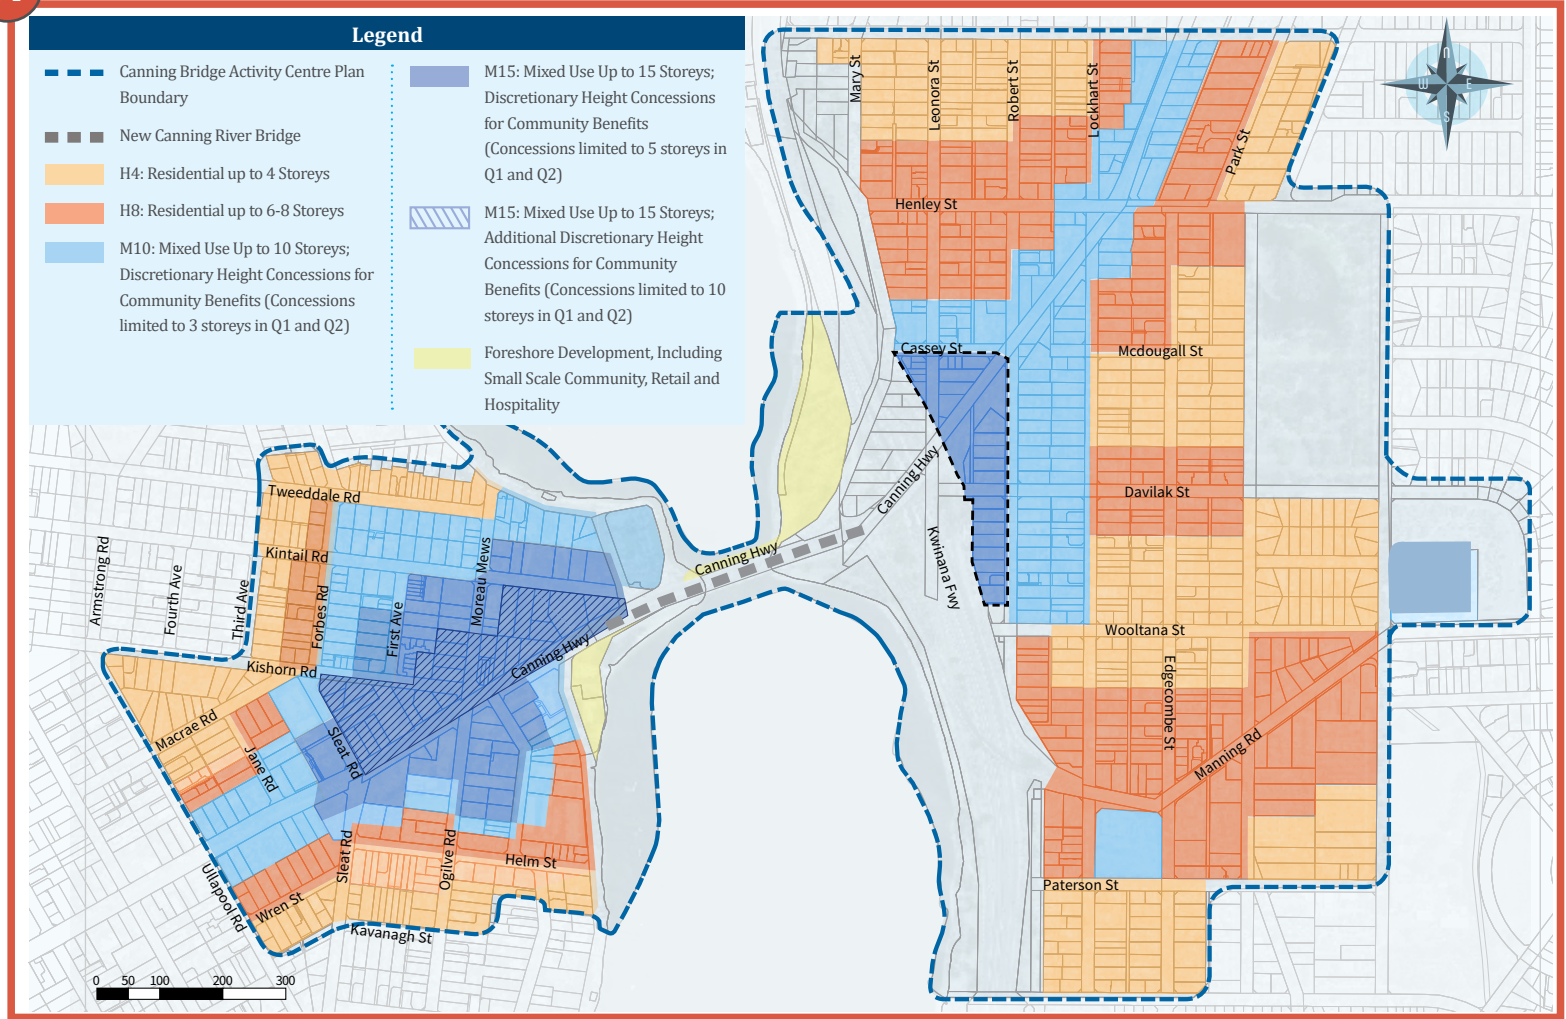 Legend
Canning Bridge Activity Centre Plan
Boundary
New Canning River Bridge
H4: Residential up to 4 Storeys
H8: Residential up to 6-8 Storeys
M10: Mixed Use Up to 10 Storeys;
Discretionary Height Concessions for
Community Benefits (Concessions
limited to 3 storeys in Q1 and Q2)
M15: Mixed Use Up to 15 Storeys;
Discretionary Height Concessions
for Community Benefits
(Concessions limited to 5 storeys in
Q1 and Q2)
M15: Mixed Use Up to 15 Storeys;
Additional Discretionary Height
Concessions for Community
Benefits (Concessions limited to 10
storeys in Q1 and Q2)
Foreshore Development, Including
Small Scale Community, Retail and
Hospitality
Mary St
Leonora St
Robert St
Lockhart St
Park St
N
W
E
S
Henley St
Cassey St
Mcdougall St
Canning Hwy
Davilak St
Kwinana Fwy
Wooltana St
Edgecombe St
Manning Rd
Paterson St
Canning Hwy
Tweeddale Rd
Kintail Rd
Armstrong Rd
Fourth Ave
Third Ave
Forbes Rd
First Ave
Moreau Mews
Canning Hwy
Kishorn Rd
Macrae Rd
Jane Rd
Sleat Rd
Sleat Rd
Ogilve Rd
Helm St
Ullapool Rd
Wren St
Kavanagh St
0 50 100 200 300